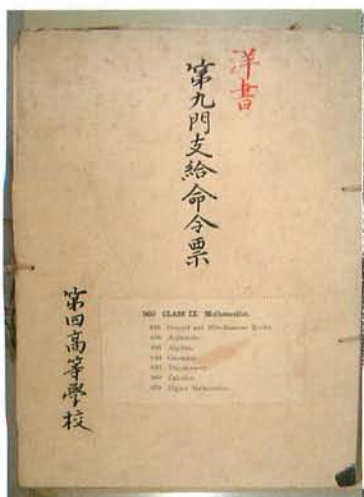 洋書
第九門支給命令票
第四高等學校
900 CLASS IX. Mathematics.
General and Miscellaneous Works.
Arithmetic.
Algebra.
Geometry.
Trigonometry.
Calculus.
Higher Mathematics.